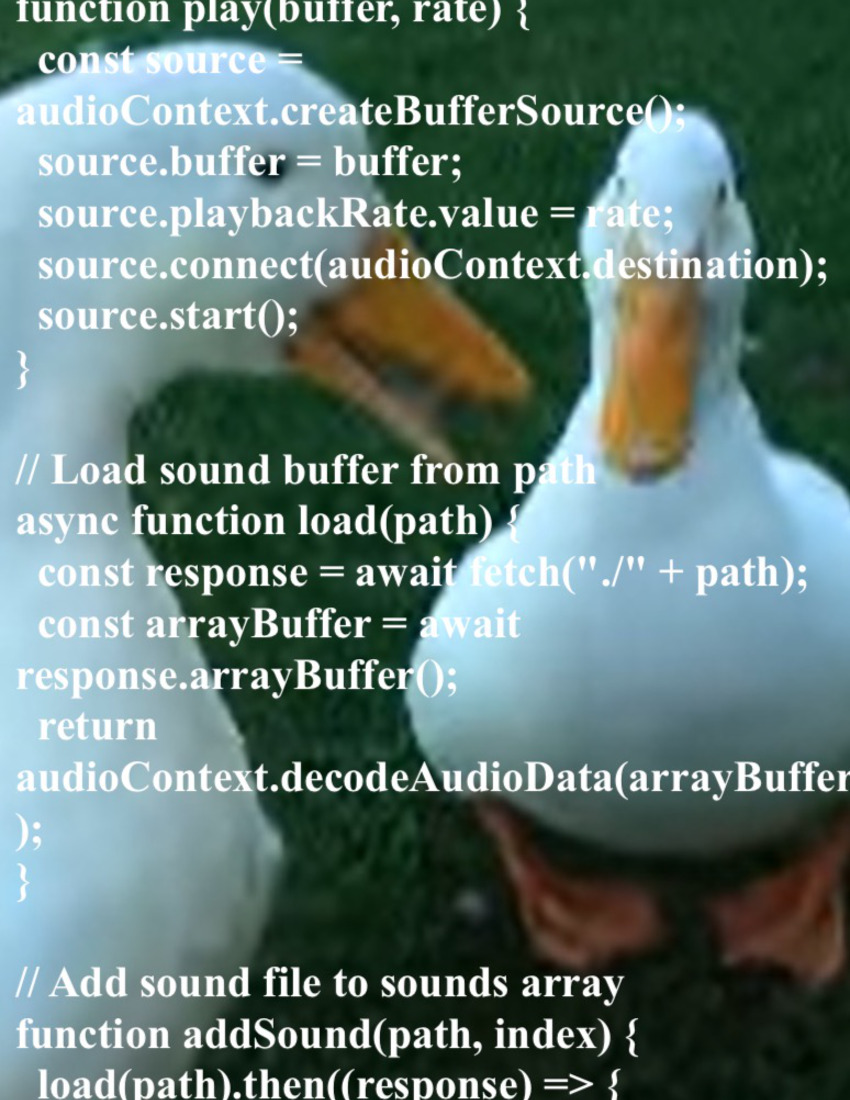 function play(buffer, rate) {
const source =
audioContext.createBufferSource();
source.buffer = buffer;
source.playbackRate.value = rate;
source.connect(audioContext.destination);
source.start();
}
// Load sound buffer from path
async function load(path) {
const response = await fetch("./" + path);
const arrayBuffer = await
response.arrayBuffer();
return
audioContext.decodeAudioData(arrayBuffer
);
}
// Add sound file to sounds array
function addSound(path, index) {
load(path).then((response) => {